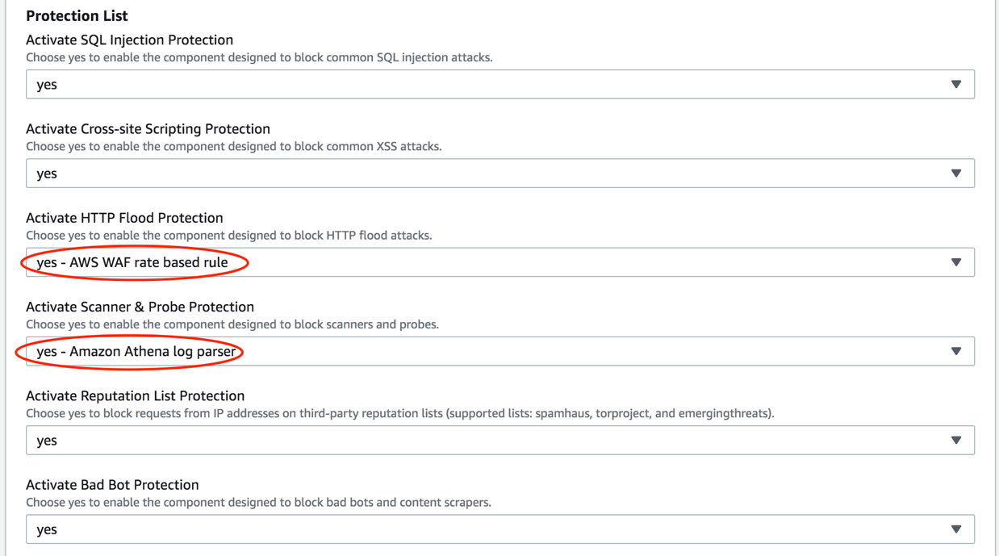 Protection List
Activate SQL Injection Protection
Choose yes to enable the component designed to block common SQL injection attacks.
yes
Activate Cross-site Scripting Protection
Choose yes to enable the component designed to block common XSS attacks.
yes
Activate HTTP Flood Protection
Choose yes to enable the component designed to block HTTP flood attacks.
yes - AWS WAF rate based rule
Activate Scanner & Probe Protection
Choose yes to enable the component designed to block scanners and probes.
yes - Amazon Athena log parser
Activate Reputation List Protection
Choose yes to block requests from IP addresses on third-party reputation lists (supported lists: spamhaus, torproject, and emergingthreats).
yes
Activate Bad Bot Protection
Choose yes to enable the component designed to block bad bots and content scrapers.
yes